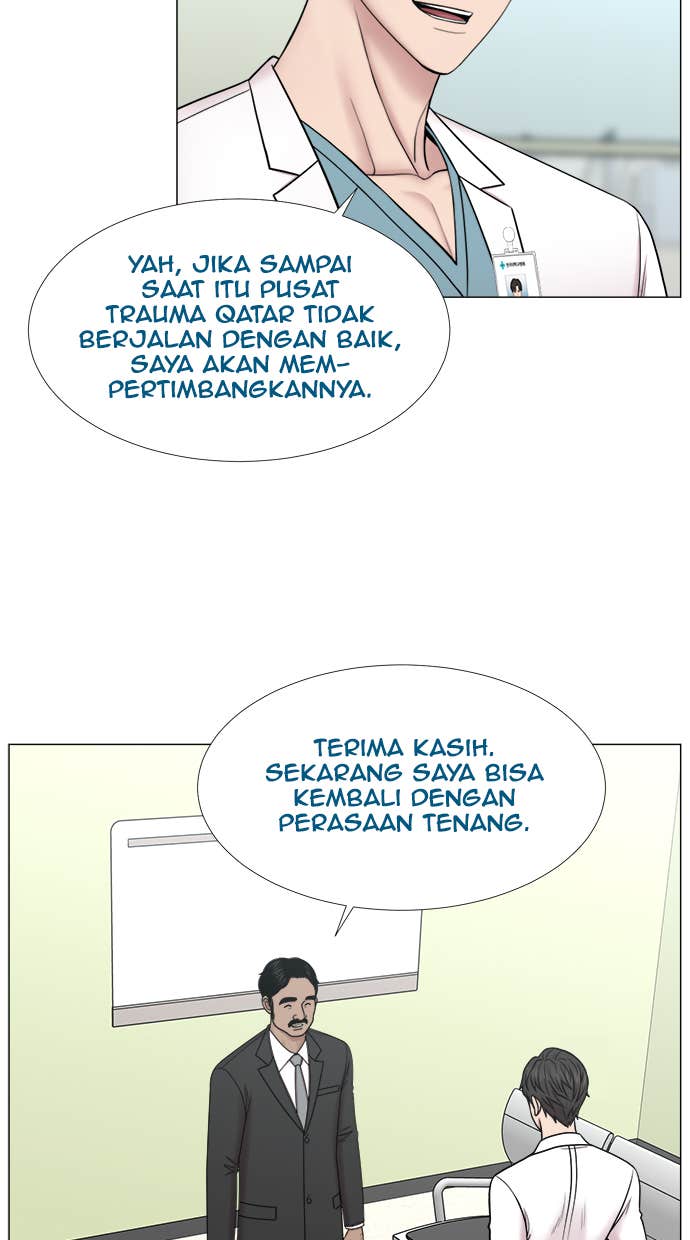 YAH, JIKA SAMPAI
SAAT ITU PUSAT
TRAUMA QATAR TIDAK
BERJALAN DENGAN BAIK,
SAYA AKAN MEM-
PERTIMBANGKANNYA.
TERIMA KASIH.
SEKARANG SAYA BISA
KEMBALI DENGAN
PERASAAN TENANG.